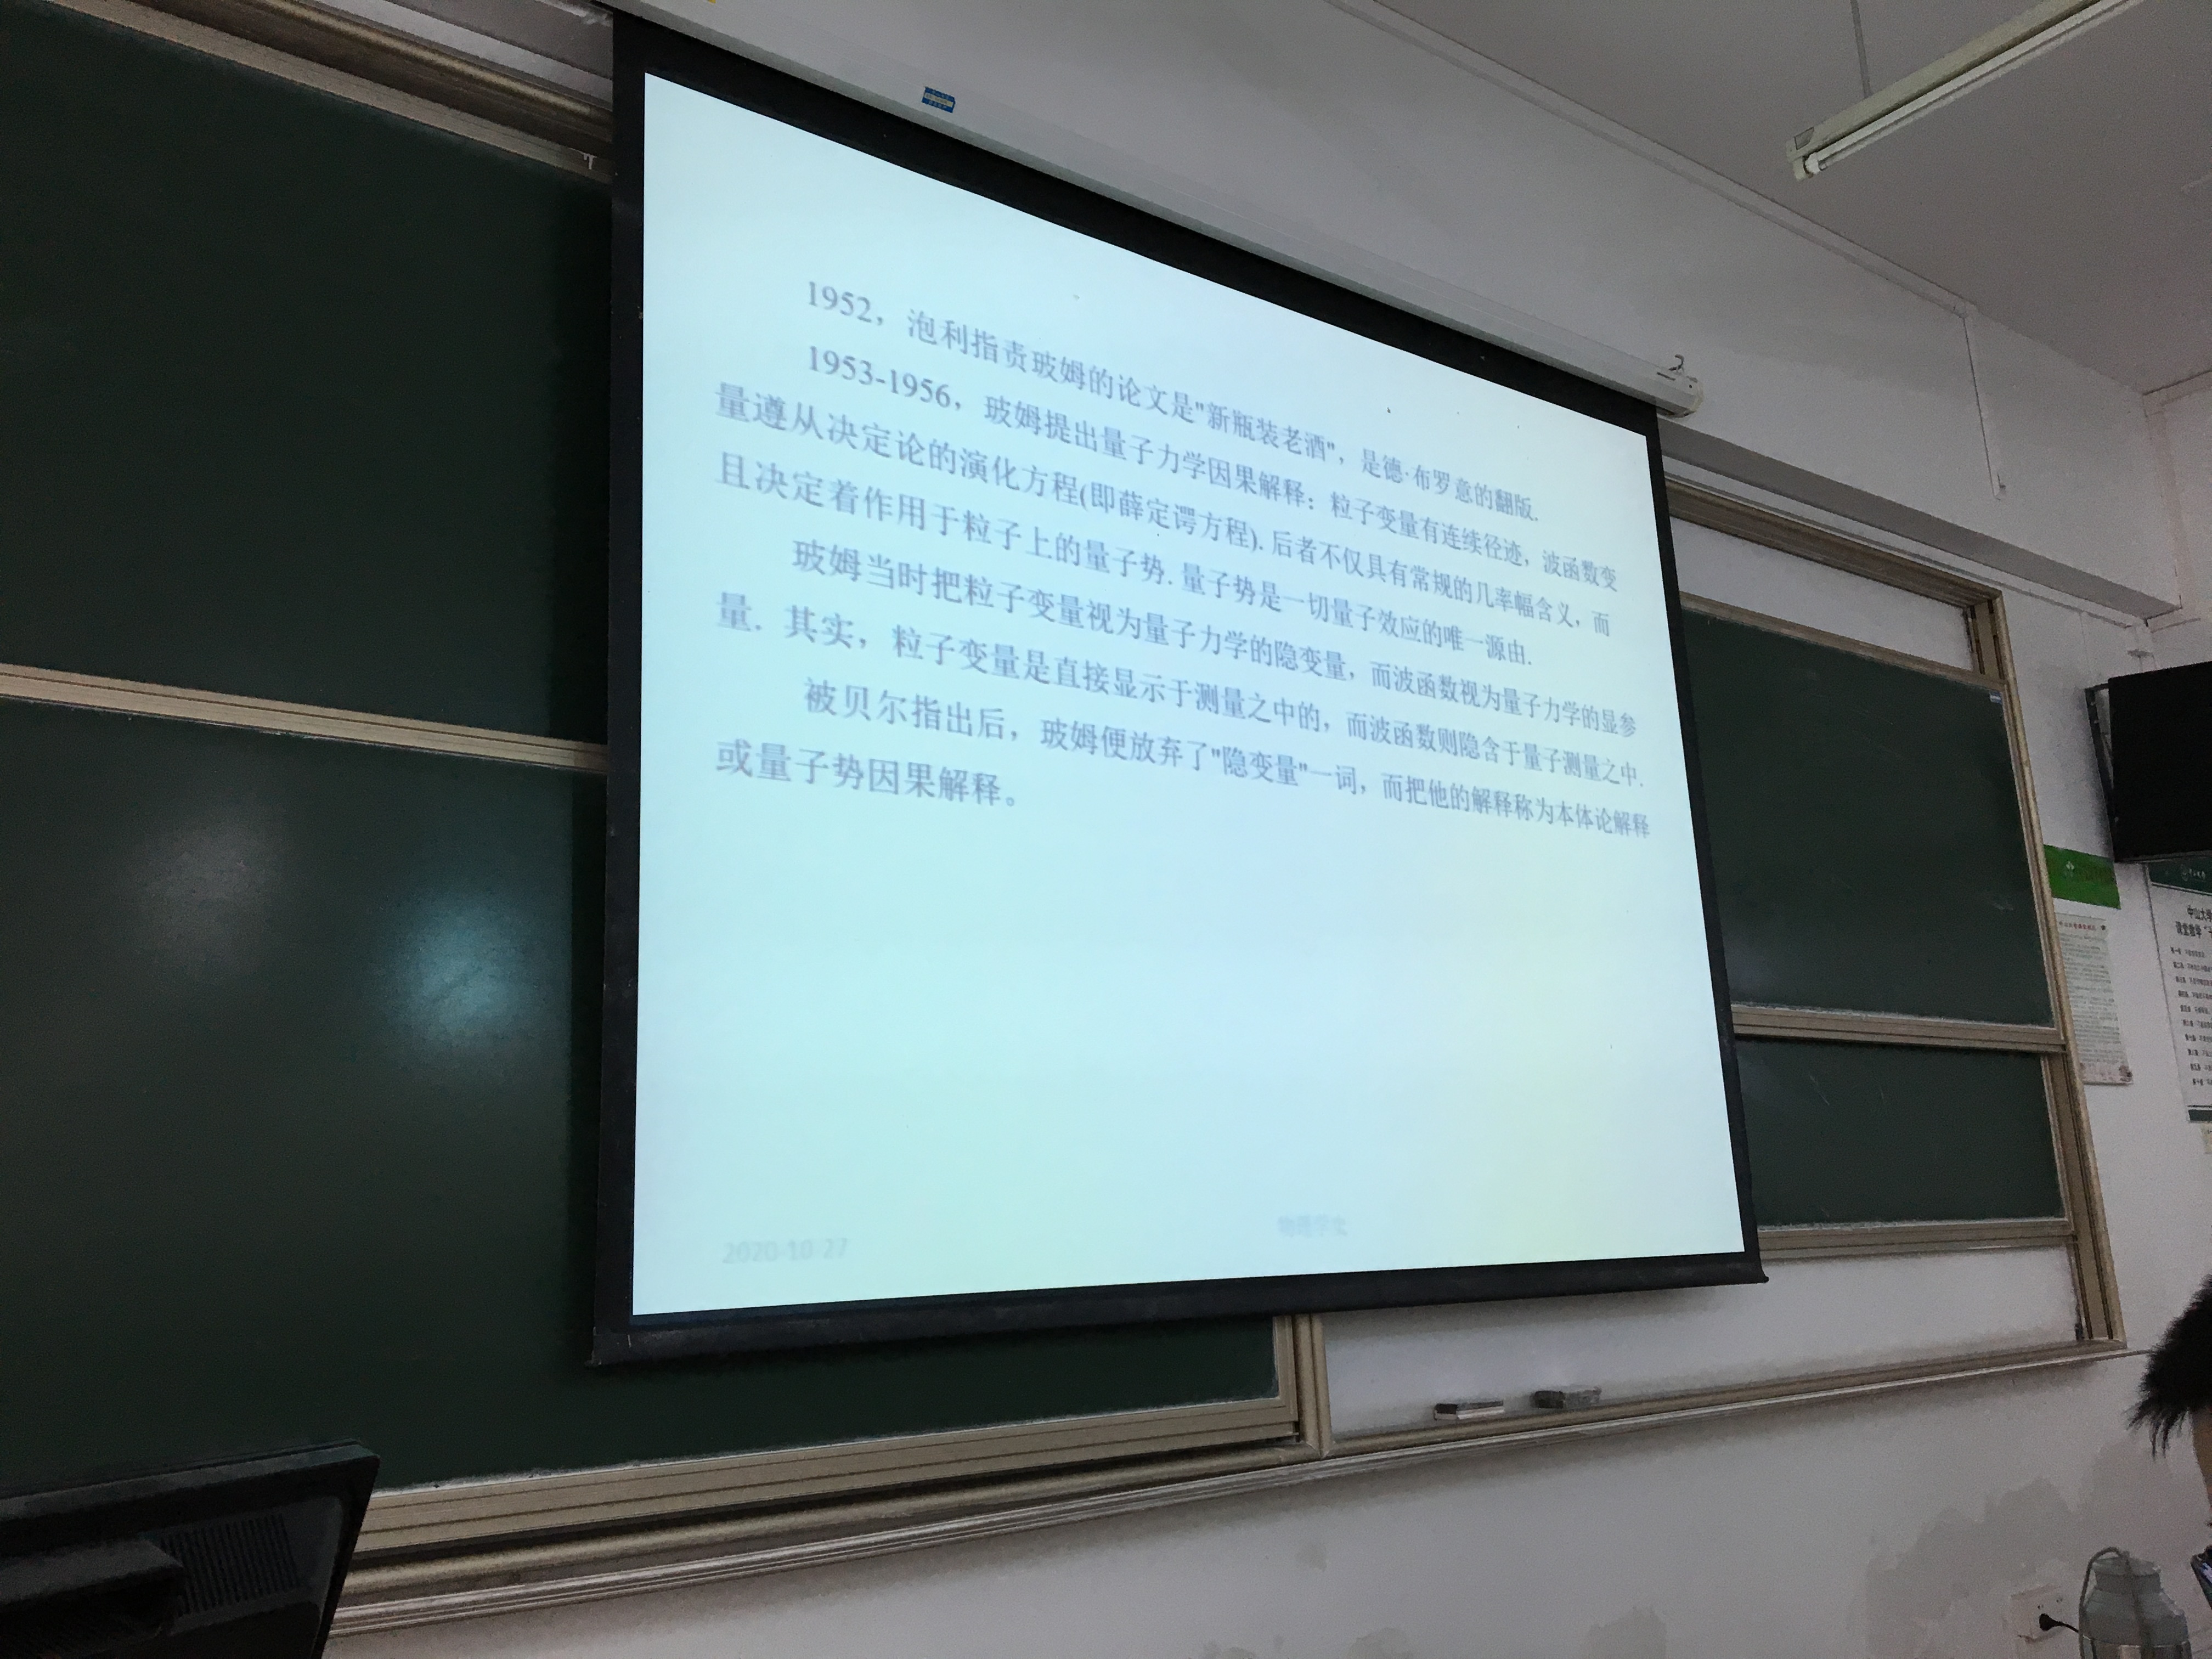 1952，泡利指责玻姆的论文是"新瓶装老酒"，是德·布罗意的翻版.
1953-1956，玻姆提出量子力学因果解释：粒子变量有连续径迹，波函数变
量遵从决定论的演化方程(即薛定谔方程). 后者不仅具有常规的几率幅含义，而
且决定着作用于粒子上的量子势. 量子势是一切量子效应的唯一源由.
玻姆当时把粒子变量视为量子力学的隐变量，而波函数视为量子力学的显参
量. 其实，粒子变量是直接显示于测量之中的，而波函数则隐含于量子测量之中.
被贝尔指出后，玻姆便放弃了"隐变量"一词，而把他的解释称为本体论解释
或量子势因果解释。
2020-10-27
物理学史
中山大学
课堂教学